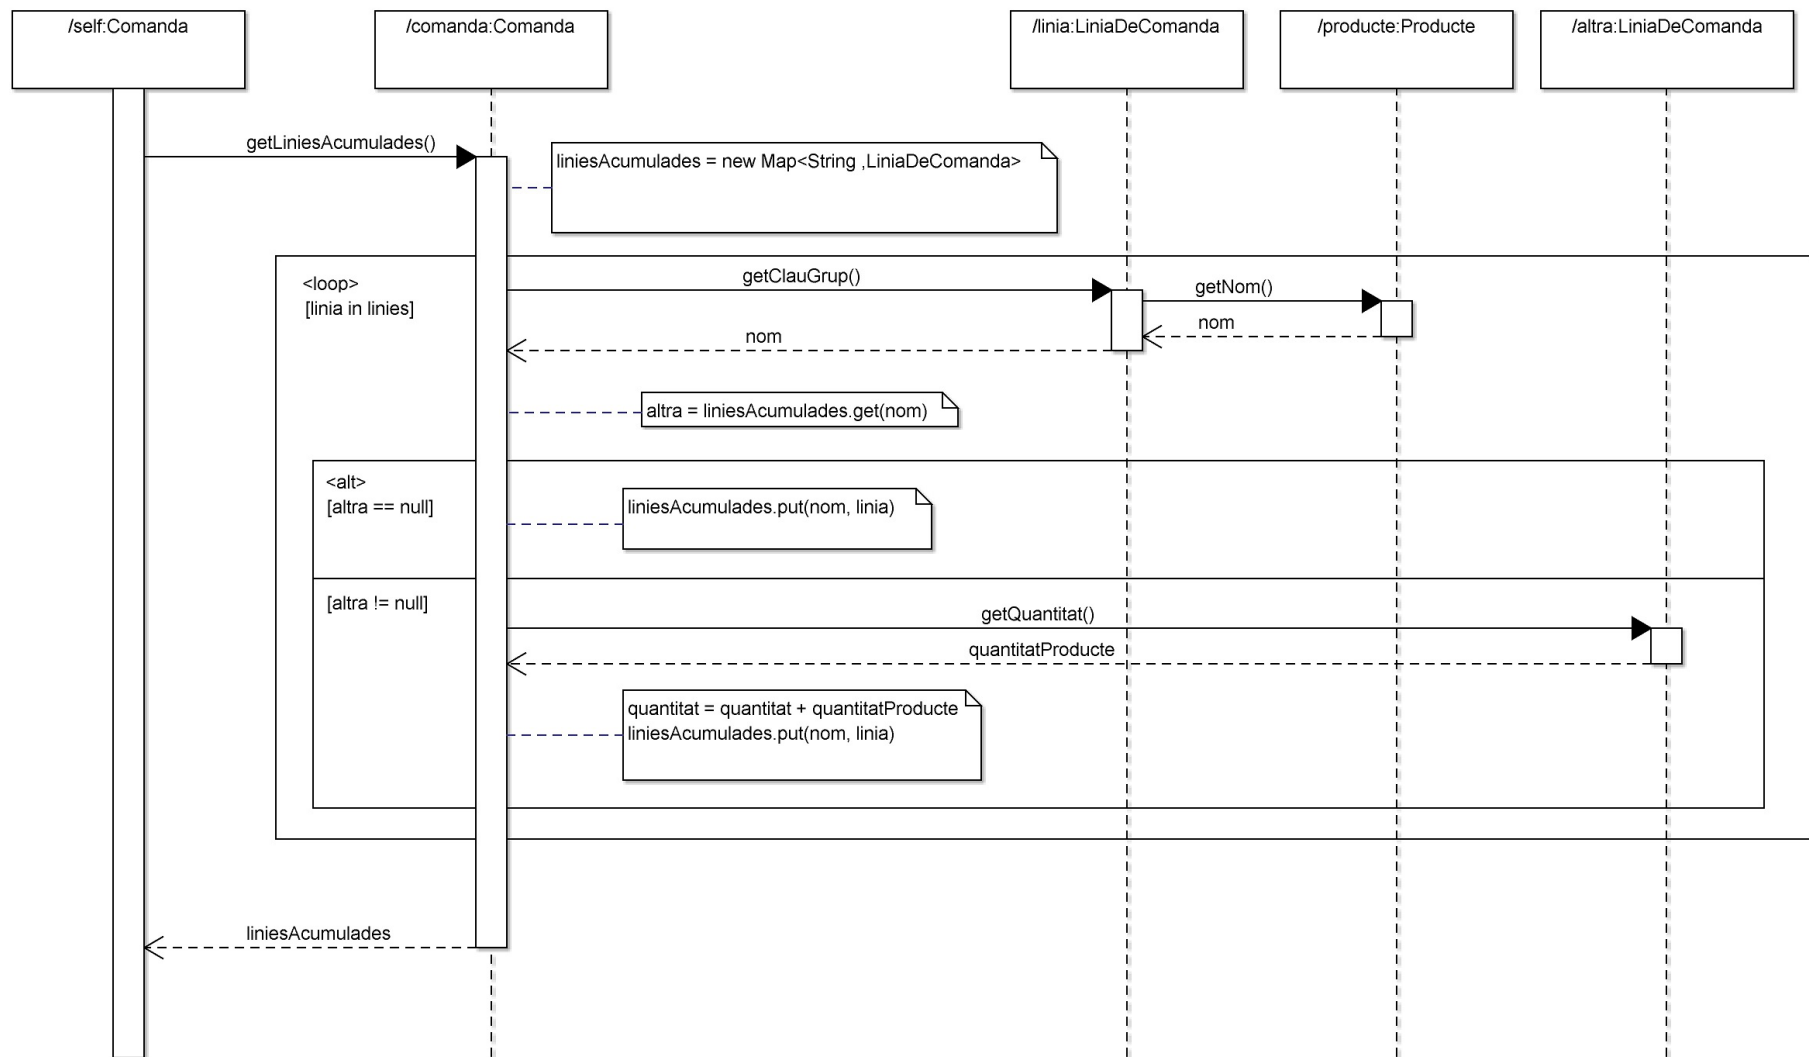 /self:Comanda
/comanda:Comanda
/linia:LiniaDeComanda
/producte:Producte
/altra:LiniaDeComanda
getLiniesAcumulades()
liniesAcumulades = new Map<String ,LiniaDeComanda>
<loop>
[linia in linies]
getClauGrup()
getNom()
nom
nom
altra = liniesAcumulades.get(nom)
<alt>
[altra == null]
liniesAcumulades.put(nom, linia)
[altra != null]
getQuantitat()
quantitatProducte
quantitat = quantitat + quantitatProducte
liniesAcumulades.put(nom, linia)
liniesAcumulades